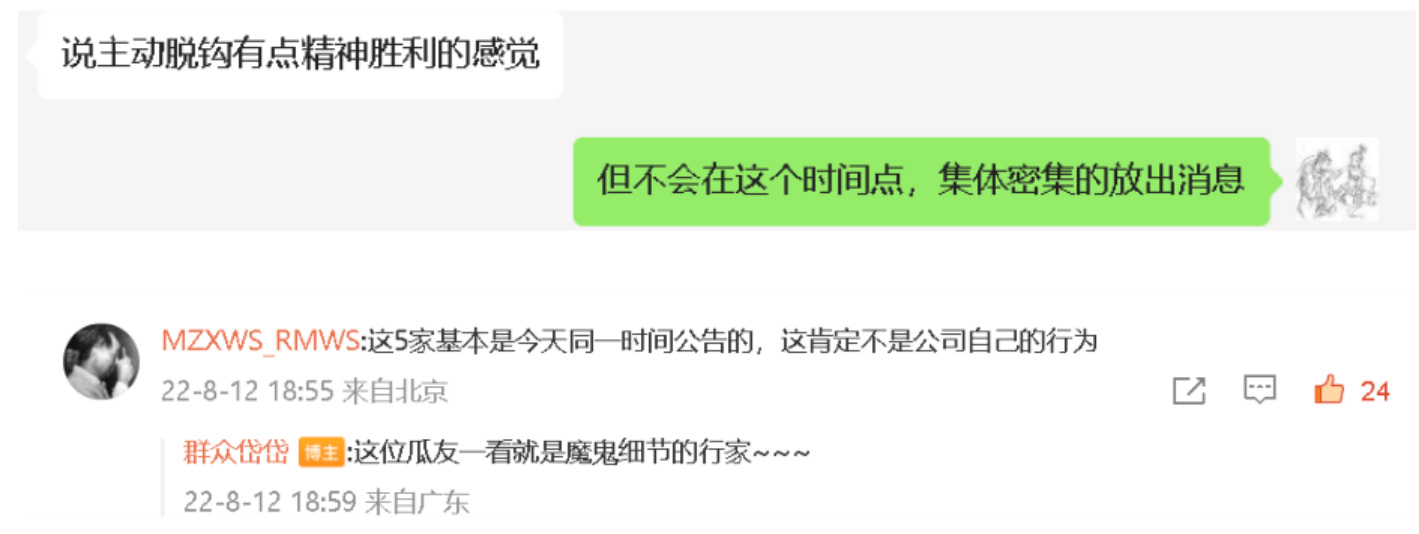 说主动脱钩有点精神胜利的感觉
但不会在这个时间点，集体密集的放出消息
MZXWS_RMWS:这5家基本是今天同一时间公告的，这肯定不是公司自己的行为
22-8-12 18:55 来自北京
24
群众岱岱 博主:这位瓜友一看就是魔鬼细节的行家~~~
22-8-12 18:59 来自广东